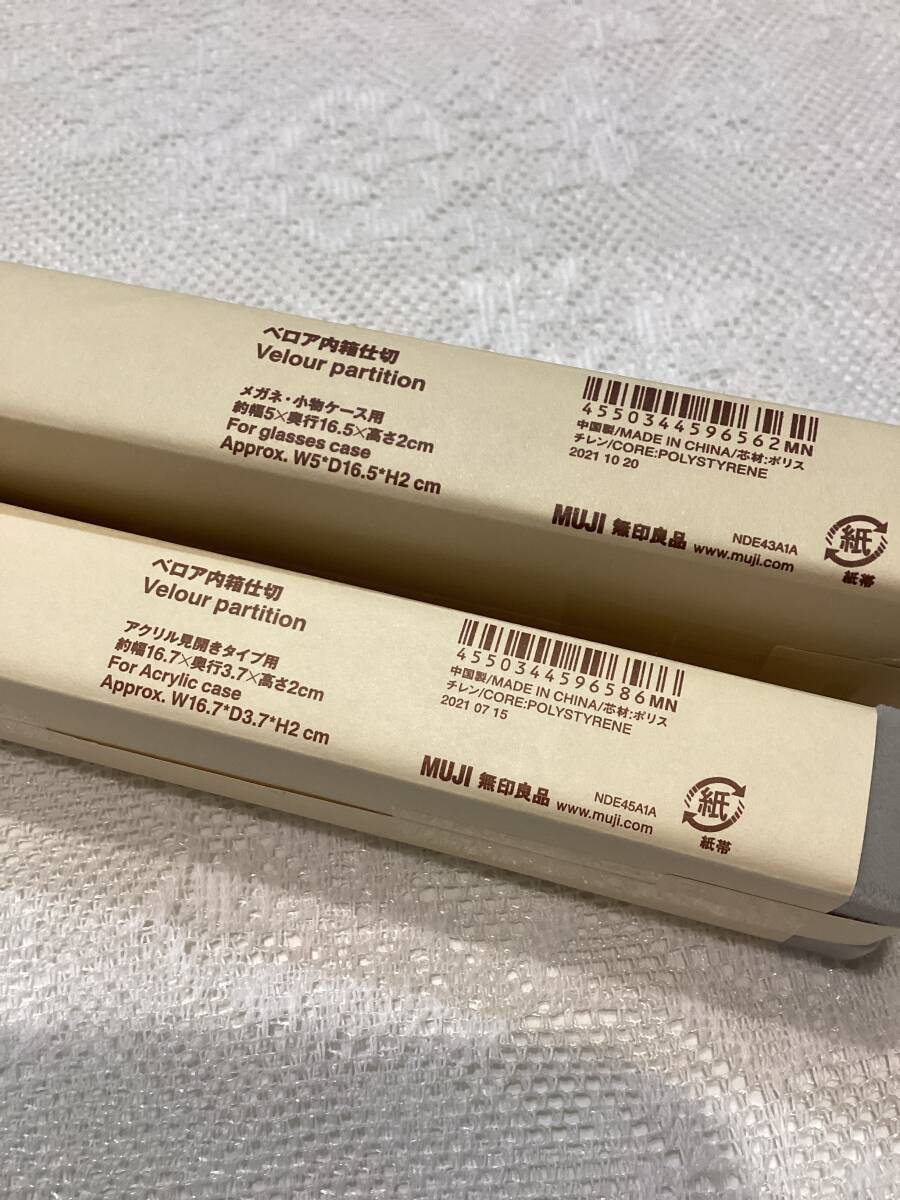 ベロア内箱仕切
Velour partition
メガネ・小物ケース用
約幅5×奥行16.5×高さ2cm
For glasses case
Approx. W5*D16.5*H2 cm
4550344596562MN
中国製/MADE IN CHINA/芯材:ポリス
チレン/CORE:POLYSTYRENE
2021 10 20
MUJI 無印良品
NDE43A1A
www.muji.com
紙
紙帯
ベロア内箱仕切
Velour partition
アクリル見開きタイプ用
約幅16.7×奥行3.7×高さ2cm
For Acrylic case
Approx. W16.7*D3.7*H2 cm
4550344596586MN
中国製/MADE IN CHINA/芯材:ポリス
チレン/CORE:POLYSTYRENE
2021 07 15
MUJI 無印良品
NDE45A1A
www.muji.com
紙
紙帯